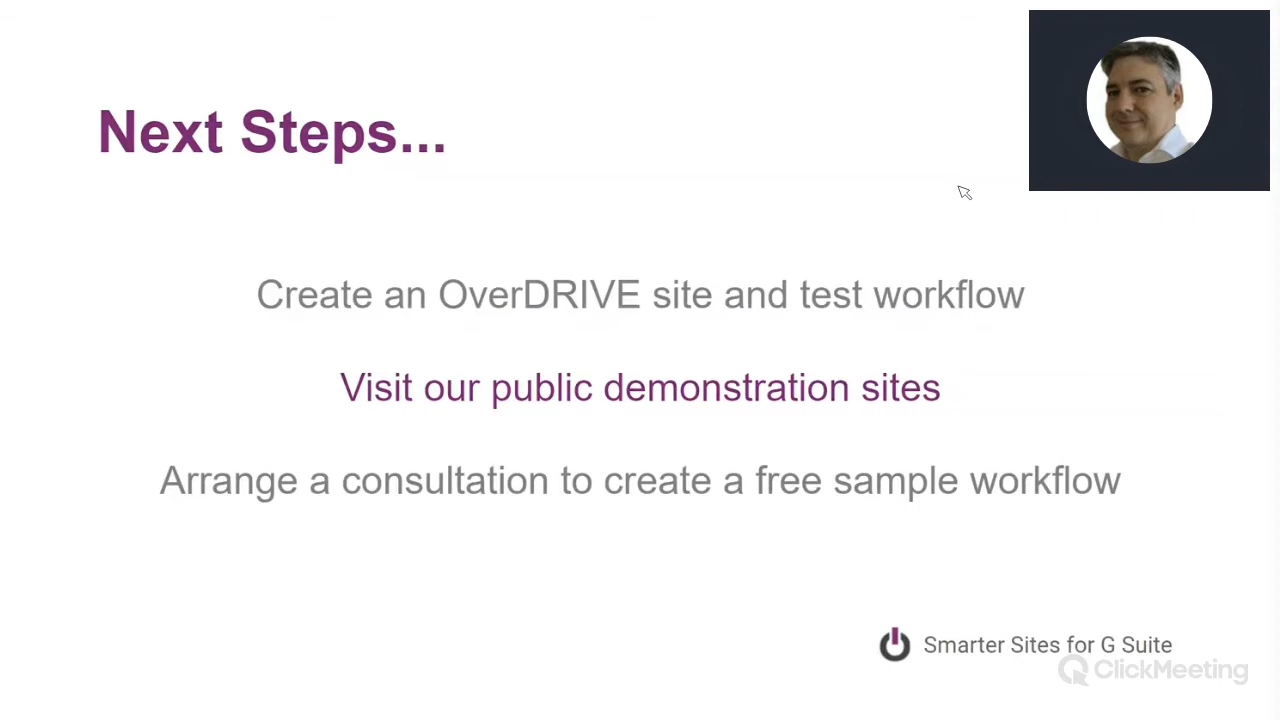 Next Steps...
Create an OverDRIVE site and test workflow
Visit our public demonstration sites
Arrange a consultation to create a free sample workflow
Smarter Sites for G Suite
ClickMeeting